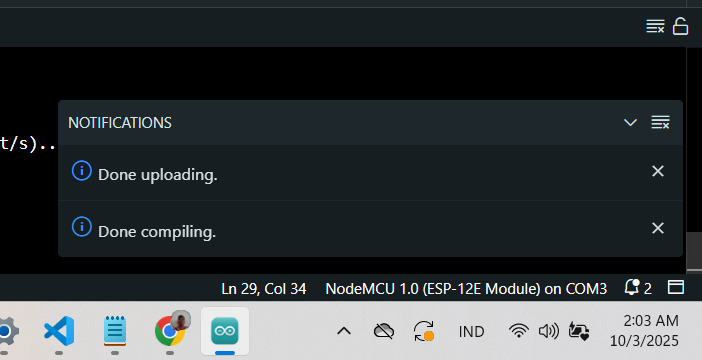 t/s)..
NOTIFICATIONS
Done uploading.
Done compiling.
Ln 29, Col 34 NodeMCU 1.0 (ESP-12E Module) on COM3 2
IND 2:03 AM
10/3/2025